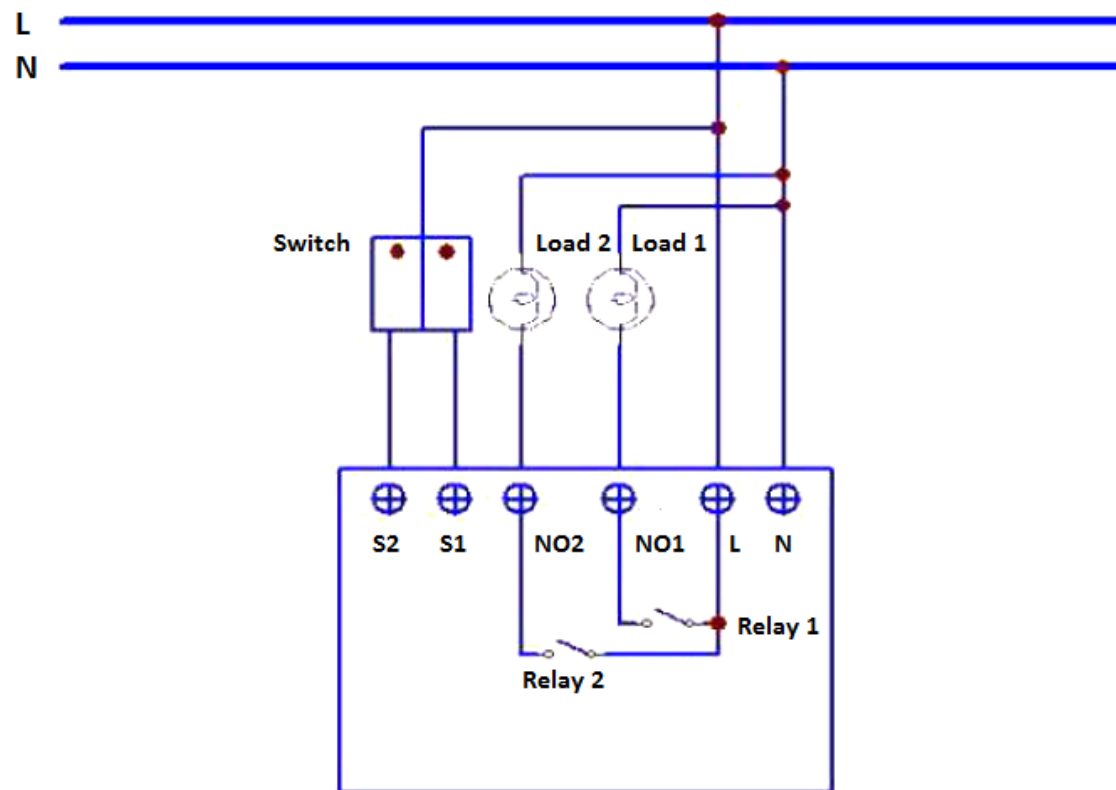 L
N
Switch
Load 2
Load 1
S2
S1
NO2
NO1
L
N
Relay 1
Relay 2